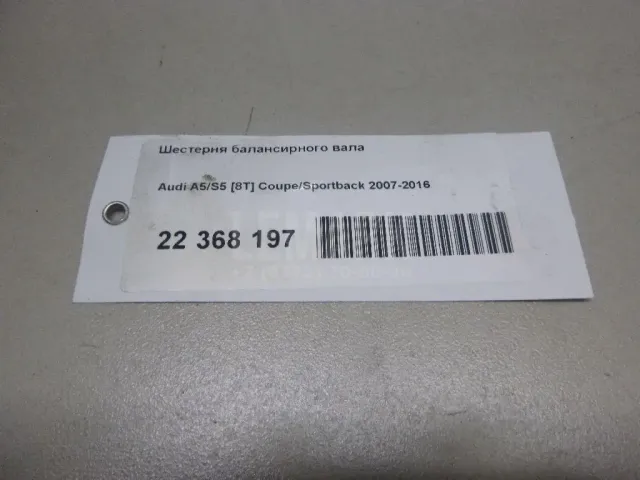 Шестерня балансирного вала
Audi A5/S5 [8T] Coupe/Sportback 2007-2016
22 368 197